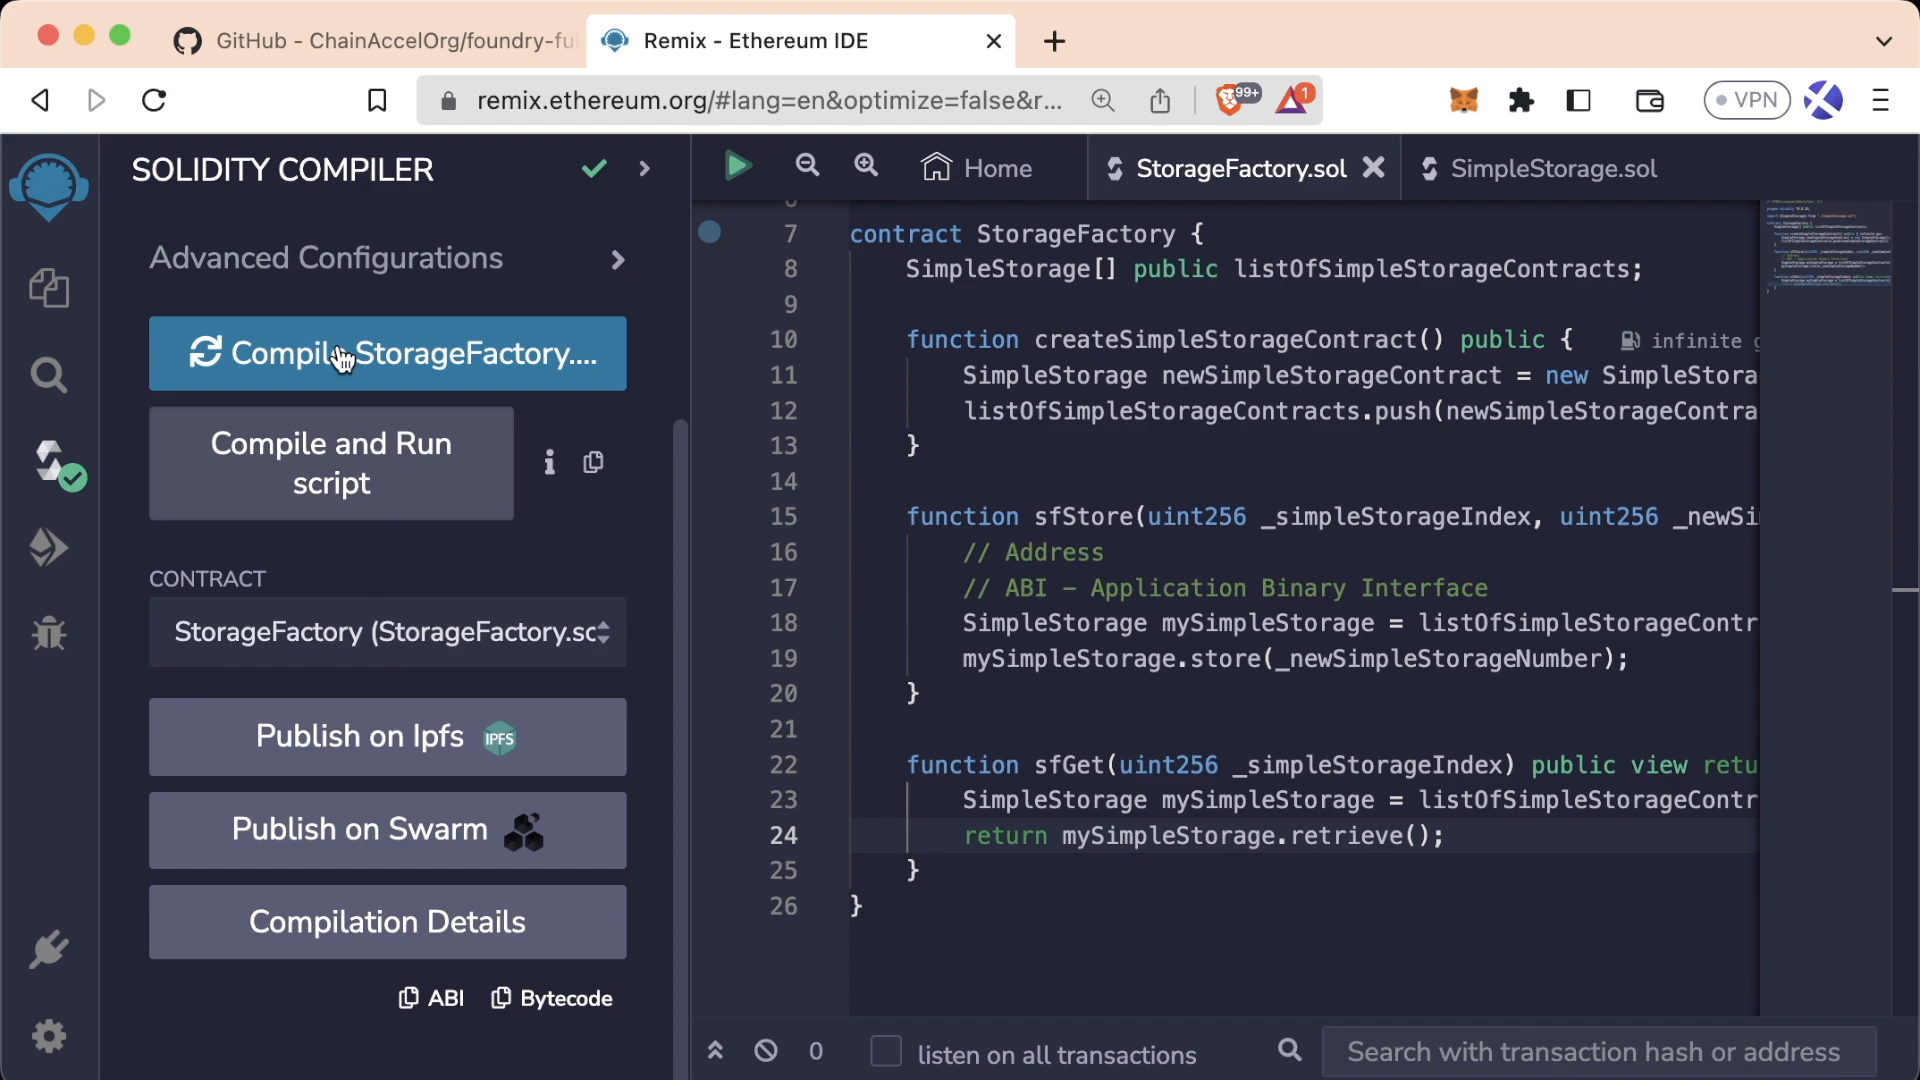 GitHub - ChainAccelOrg/foundry-ful
Remix - Ethereum IDE
remix.ethereum.org/#lang=en&optimize=false&r...
99+
1
VPN
SOLIDITY COMPILER
Home
StorageFactory.sol
SimpleStorage.sol
Advanced Configurations
Compile StorageFactory....
Compile and Run
script
CONTRACT
StorageFactory (StorageFactory.sc
Publish on Ipfs
IPFS
Publish on Swarm
Compilation Details
ABI
Bytecode
6
7 contract StorageFactory {
8 SimpleStorage[] public listOfSimpleStorageContracts;
9
10 function createSimpleStorageContract() public { infinite g
11 SimpleStorage newSimpleStorageContract = new SimpleStora
12 listOfSimpleStorageContracts.push(newSimpleStorageContra
13 }
14
15 function sfStore(uint256 _simpleStorageIndex, uint256 _newSi
16 // Address
17 // ABI – Application Binary Interface
18 SimpleStorage mySimpleStorage = listOfSimpleStorageContr
19 mySimpleStorage.store(_newSimpleStorageNumber);
20 }
21
22 function sfGet(uint256 _simpleStorageIndex) public view retu
23 SimpleStorage mySimpleStorage = listOfSimpleStorageContr
24 return mySimpleStorage.retrieve();
25 }
26 }
0
listen on all transactions
Search with transaction hash or address